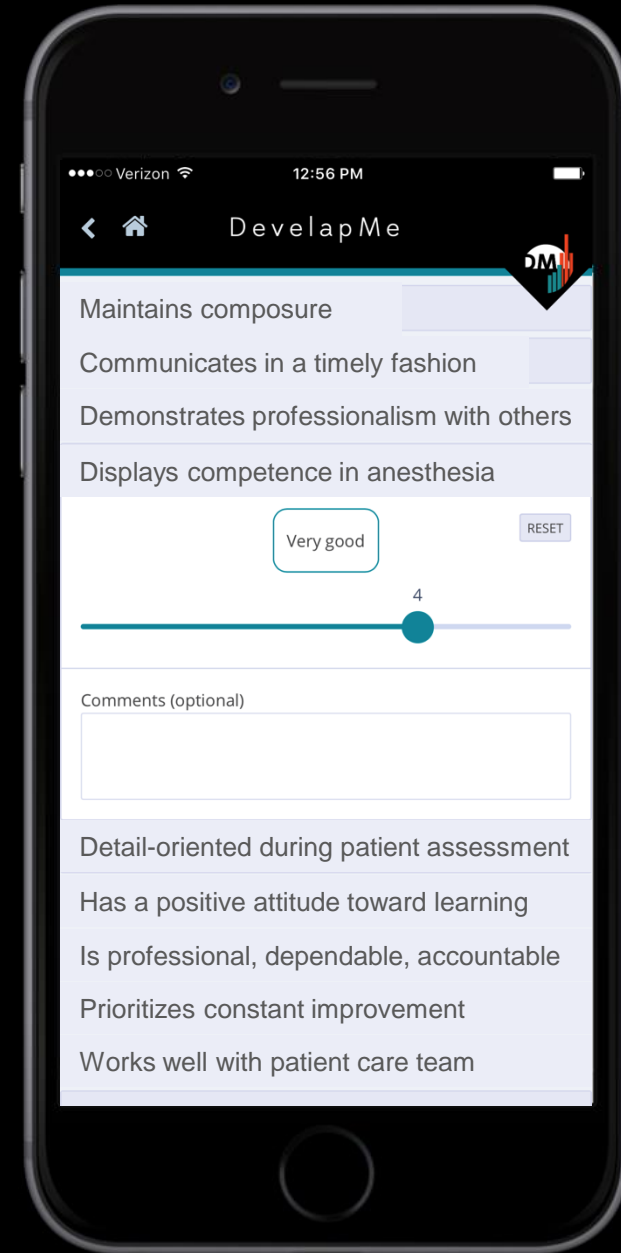 Verizon 12:56 PM
DevelapMe
DM
Maintains composure
Communicates in a timely fashion
Demonstrates professionalism with others
Displays competence in anesthesia
Very good
RESET
4
Comments (optional)
Detail-oriented during patient assessment
Has a positive attitude toward learning
Is professional, dependable, accountable
Prioritizes constant improvement
Works well with patient care team